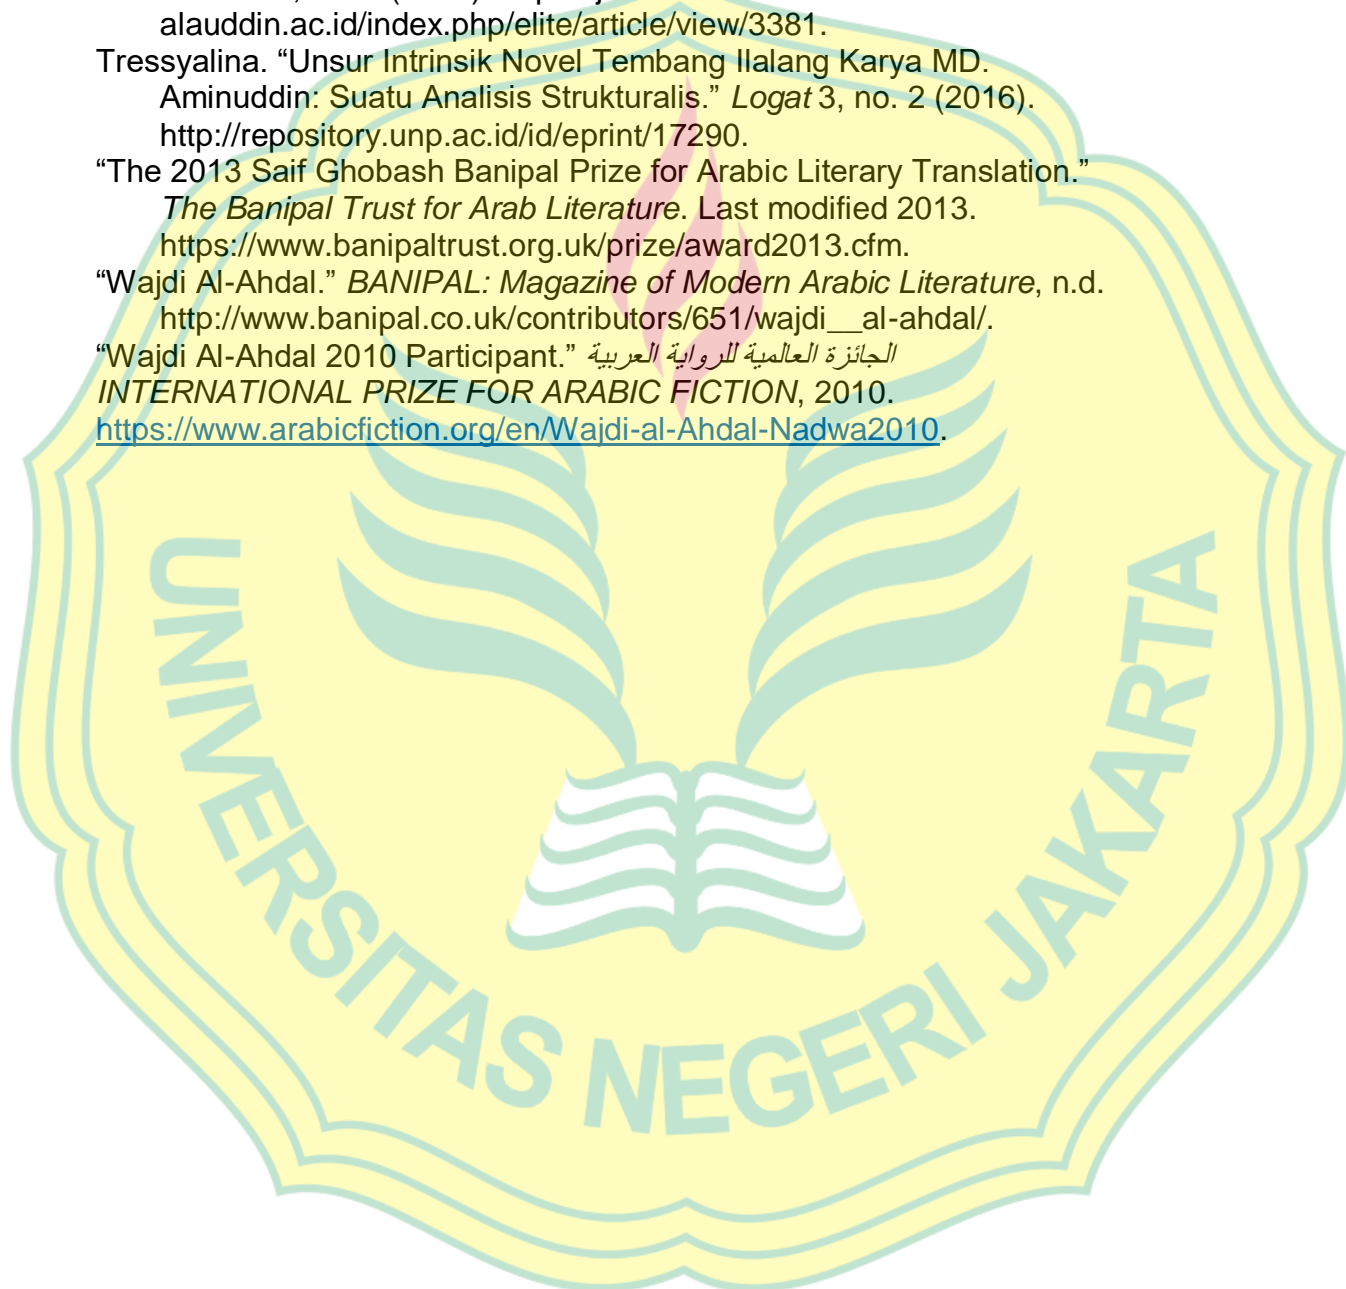 alauddin.ac.id/index.php/elite/article/view/3381.
Tressyalina. “Unsur Intrinsik Novel Tembang Ilalang Karya MD.
Aminuddin: Suatu Analisis Strukturalis.” Logat 3, no. 2 (2016).
http://repository.unp.ac.id/id/eprint/17290.
“The 2013 Saif Ghobash Banipal Prize for Arabic Literary Translation.”
The Banipal Trust for Arab Literature. Last modified 2013.
https://www.banipaltrust.org.uk/prize/award2013.cfm.
“Wajdi Al-Ahdal.” BANIPAL: Magazine of Modern Arabic Literature, n.d.
http://www.banipal.co.uk/contributors/651/wajdi__al-ahdal/.
“Wajdi Al-Ahdal 2010 Participant.” الجائزة العالمية للرواية العربية
INTERNATIONAL PRIZE FOR ARABIC FICTION, 2010.
https://www.arabicfiction.org/en/Wajdi-al-Ahdal-Nadwa2010.
UNIVERSITAS NEGERI JAKARTA